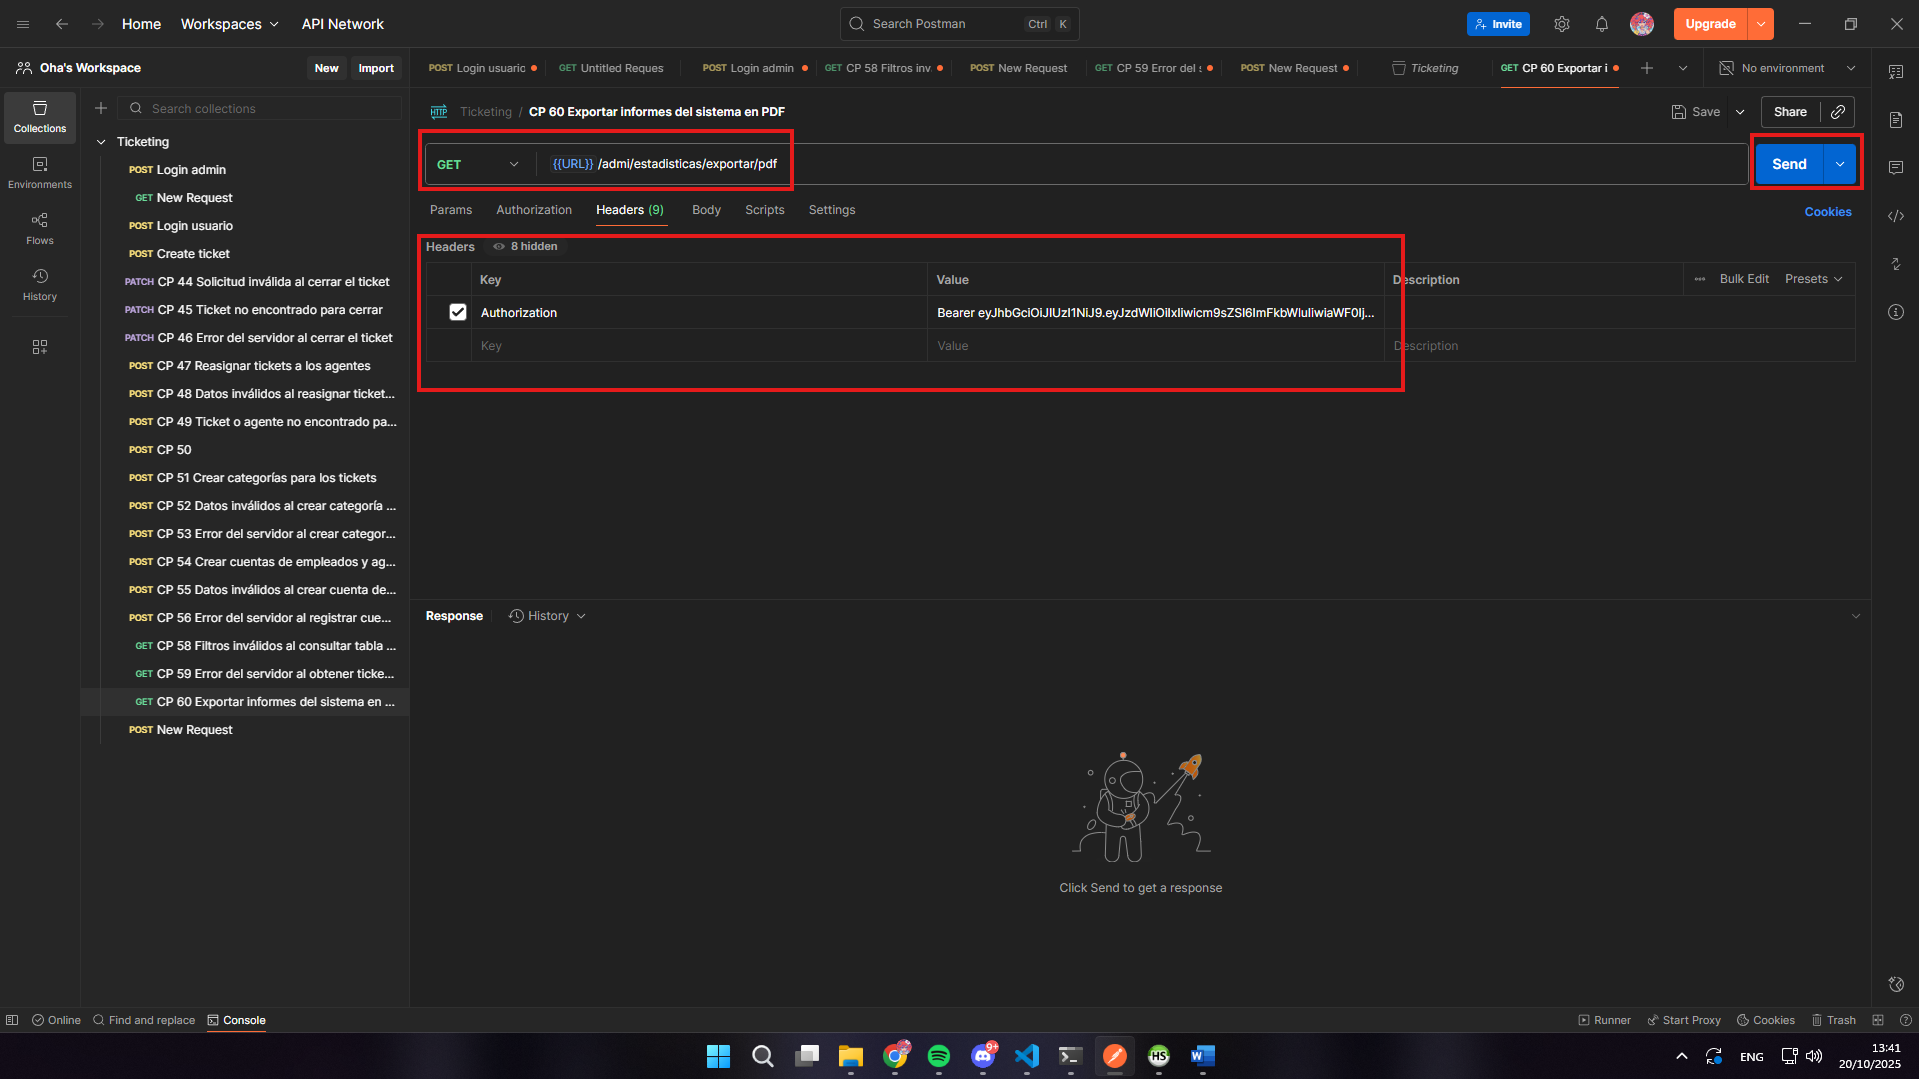 Home
Workspaces
API Network
Search Postman
Ctrl
K
Invite
Upgrade
Oha's Workspace
New
Import
POST Login usuario
GET Untitled Reques
POST Login admin
GET CP 58 Filtros inv
POST New Request
GET CP 59 Error del s
POST New Request
Ticketing
GET CP 60 Exportar i
No environment
Collections
Environments
Flows
History
Search collections
Ticketing
POST Login admin
GET New Request
POST Login usuario
POST Create ticket
PATCH CP 44 Solicitud inválida al cerrar el ticket
PATCH CP 45 Ticket no encontrado para cerrar
PATCH CP 46 Error del servidor al cerrar el ticket
POST CP 47 Reasignar tickets a los agentes
POST CP 48 Datos inválidos al reasignar ticket...
POST CP 49 Ticket o agente no encontrado pa...
POST CP 50
POST CP 51 Crear categorías para los tickets
POST CP 52 Datos inválidos al crear categoría ...
POST CP 53 Error del servidor al crear categor...
POST CP 54 Crear cuentas de empleados y ag...
POST CP 55 Datos inválidos al crear cuenta de...
POST CP 56 Error del servidor al registrar cue...
GET CP 58 Filtros inválidos al consultar tabla ...
GET CP 59 Error del servidor al obtener ticke...
GET CP 60 Exportar informes del sistema en ...
POST New Request
HTTP
Ticketing / CP 60 Exportar informes del sistema en PDF
Save
Share
GET
{{URL}} /admi/estadisticas/exportar/pdf
Send
Params
Authorization
Headers (9)
Body
Scripts
Settings
Cookies
Headers
8 hidden
Key
Value
Description
Bulk Edit
Presets
Authorization
Bearer eyJhbGciOiJIUzI1NiJ9.eyJzdWIiOiIxIiwicm9sZSI6ImFkbWluIiwiaWF0Ij...
Key
Value
Description
Response
History
Click Send to get a response
Online
Find and replace
Console
Runner
Start Proxy
Cookies
Trash
9+
HS
W
ENG
13:41
20/10/2025